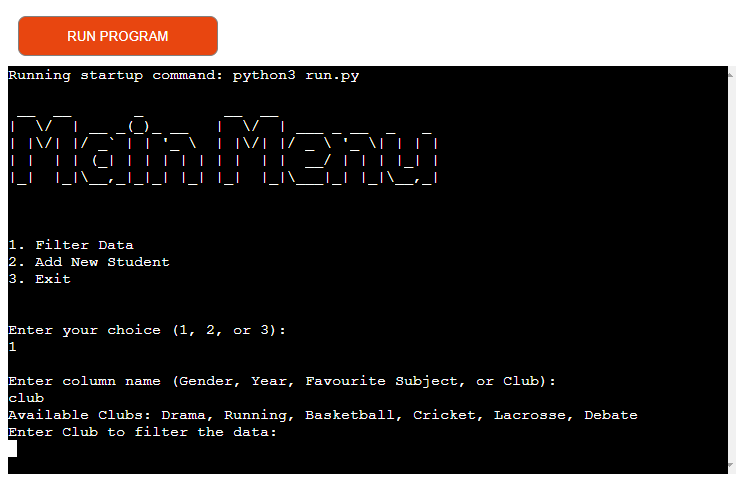 RUN PROGRAM
Running startup command: python3 run.py
Main Menu
1. Filter Data
2. Add New Student
3. Exit
Enter your choice (1, 2, or 3):
1
Enter column name (Gender, Year, Favourite Subject, or Club):
club
Available Clubs: Drama, Running, Basketball, Cricket, Lacrosse, Debate
Enter Club to filter the data: